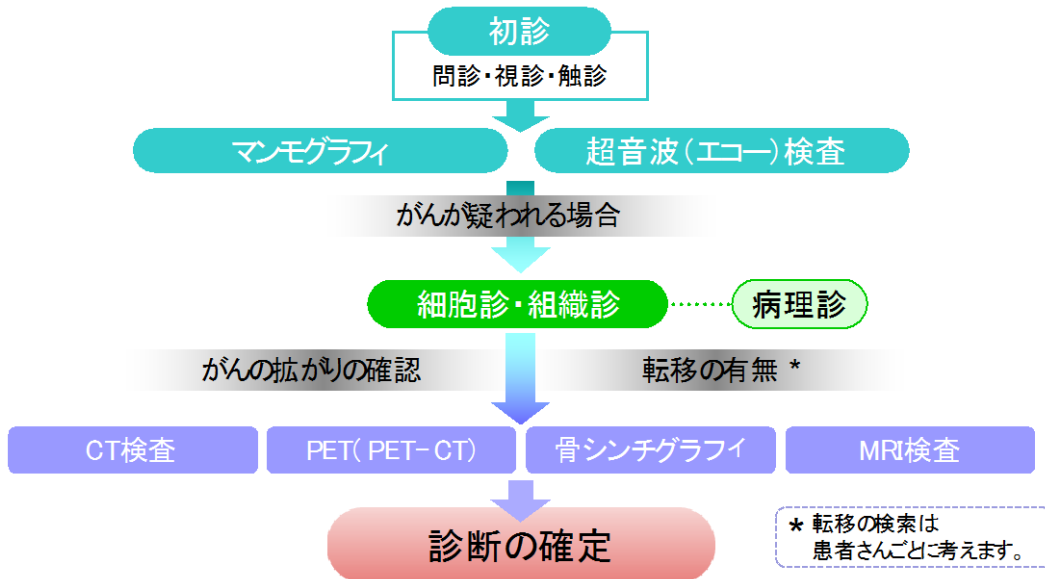 初診
問診・視診・触診
マンモグラフィ
超音波(エコー)検査
がんが疑われる場合
細胞診・組織診
病理診
がんの拡がりの確認
転移の有無 *
CT検査
PET(PET-CT)
骨シンチグラフィ
MRI検査
診断の確定
* 転移の検索は
患者さんごとに考えます。